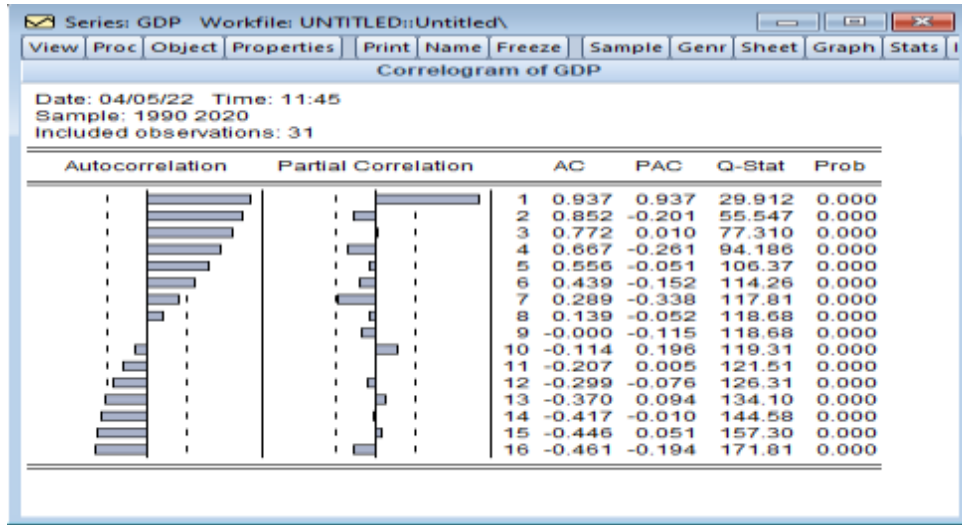 Series: GDP Workfile: UNTITLED::Untitled\
View Proc Object Properties Print Name Freeze Sample Genr Sheet Graph Stats I
Correlogram of GDP
Date: 04/05/22 Time: 11:45
Sample: 1990 2020
Included observations: 31
Autocorrelation Partial Correlation AC PAC Q-Stat Prob
1 0.937 0.937 29.912 0.000
2 0.852 -0.201 55.547 0.000
3 0.772 0.010 77.310 0.000
4 0.667 -0.261 94.186 0.000
5 0.556 -0.051 106.37 0.000
6 0.439 -0.152 114.26 0.000
7 0.289 -0.338 117.81 0.000
8 0.139 -0.052 118.68 0.000
9 -0.000 -0.115 118.68 0.000
10 -0.114 0.196 119.31 0.000
11 -0.207 0.005 121.51 0.000
12 -0.299 -0.076 126.31 0.000
13 -0.370 0.094 134.10 0.000
14 -0.417 -0.010 144.58 0.000
15 -0.446 0.051 157.30 0.000
16 -0.461 -0.194 171.81 0.000